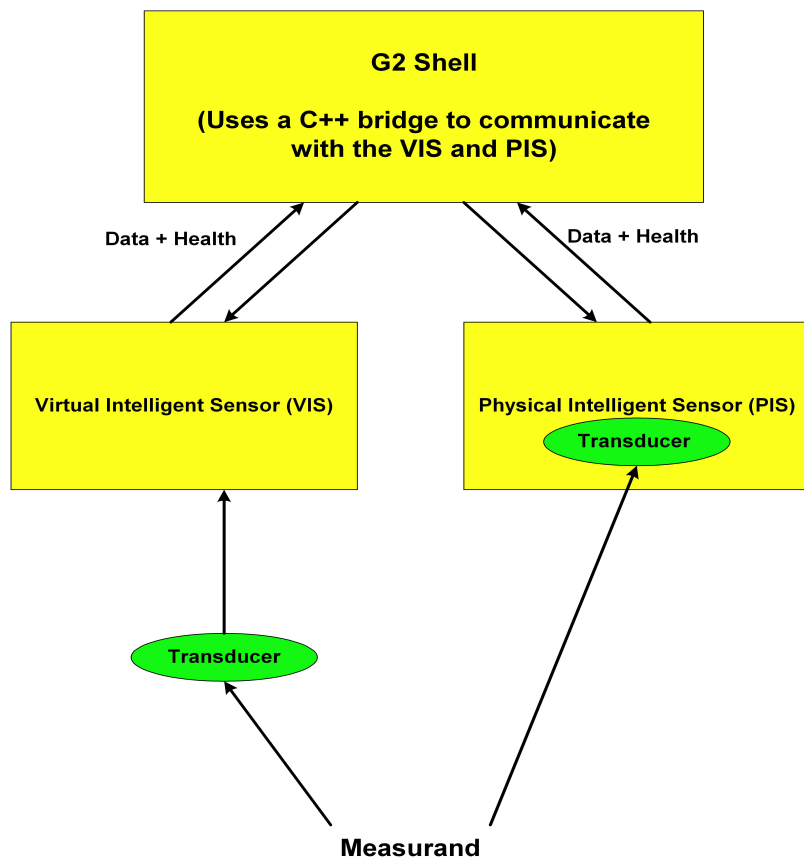 G2 Shell
(Uses a C++ bridge to communicate
with the VIS and PIS)
Data + Health
Data + Health
Virtual Intelligent Sensor (VIS)
Physical Intelligent Sensor (PIS)
Transducer
Transducer
Measurand